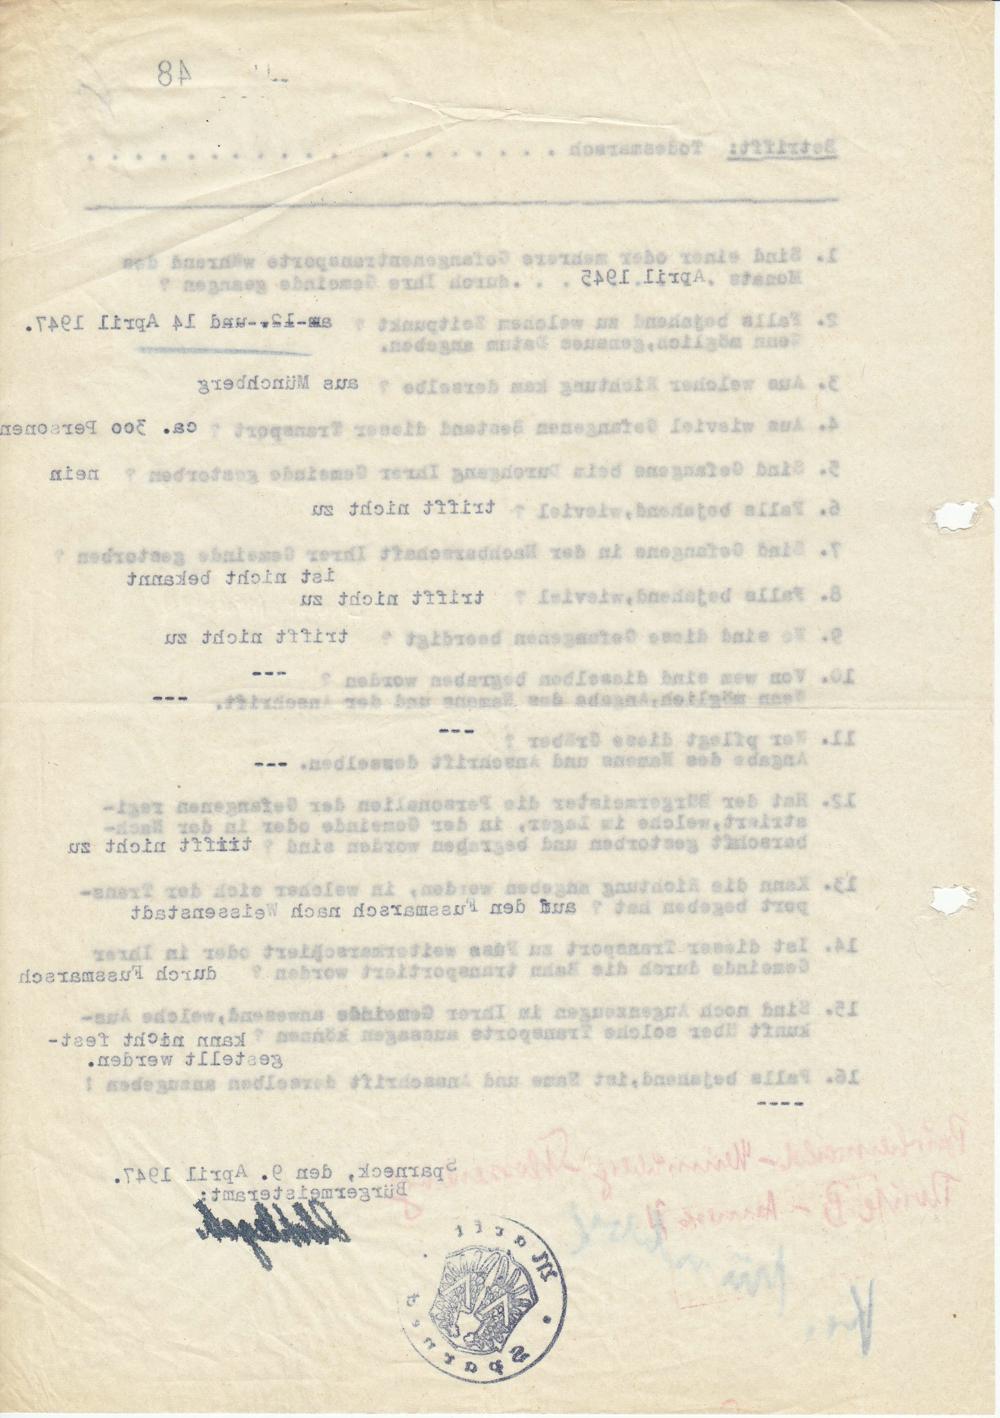 48
Betrifft: Todesmarsch . . . . . . . . . . . . . . . . . . .
1. Sind einer oder mehrere Gefangenentransporte während des
Monats . April 1945 . . . durch Ihre Gemeinde gegangen ?
2. Falls bejahend zu welchem Zeitpunkt ? am 12. und 14 April 1947.
Wenn möglich, genaues Datum angeben.
3. Aus welcher Richtung kam derselbe ? aus Münchberg
4. Aus wieviel Gefangenen bestand dieser Transport ? ca. 300 Personen
5. Sind Gefangene beim Durchgang Ihrer Gemeinde gestorben ? nein
6. Falls bejahend, wieviel ? trifft nicht zu
7. Sind Gefangene in der Nachbarschaft Ihrer Gemeinde gestorben ?
ist nicht bekannt
8. Falls bejahend, wieviel ? trifft nicht zu
9. Wo sind diese Gefangenen beerdigt ? trifft nicht zu
10. Von wem sind dieselben begraben worden ? ---
Wenn möglich, Angabe des Namens und der Anschrift. ---
11. Wer pflegt diese Gräber ? ---
Angabe des Namens und Anschrift desselben. ---
12. Hat der Bürgermeister die Personalien der Gefangenen regi-
striert, welche im Lager, in der Gemeinde oder in der Nach-
barschaft gestorben und begraben worden sind ? trifft nicht zu
13. Kann die Richtung angeben werden, in welcher sich der Trans-
port begeben hat ? auf den Fussmarsch nach Weissenstadt
14. Ist dieser Transport zu Fuss weitermarschiert oder in Ihrer
Gemeinde durch die Bahn transportiert worden ? durch Fussmarsch
15. Sind noch Augenzeugen in Ihrer Gemeinde anwesend, welche Aus-
kunft über solche Transporte aussagen können ? kann nicht fest-
gestellt werden.
16. Falls bejahend, ist Name und Anschrift derselben anzugeben !
----
Sparneck, den 9. April 1947.
Bürgermeisteramt:
Markt
Sparneck